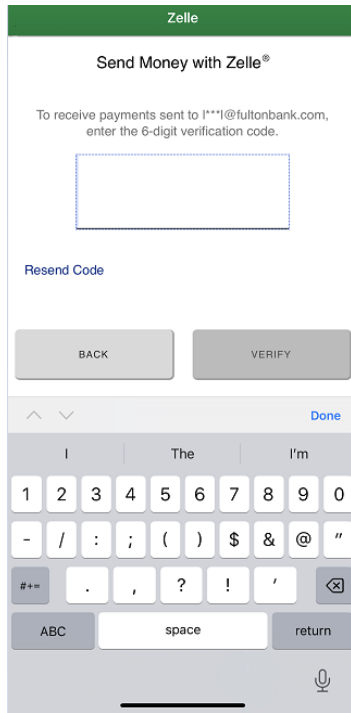 Zelle
Send Money with Zelle®
To receive payments sent to l***l@fultonbank.com,
enter the 6-digit verification code.
Resend Code
BACK VERIFY
Done
I The I'm
1 2 3 4 5 6 7 8 9 0
- / : ; ( ) $ & @ "
#+= . , ? ! '
ABC space return